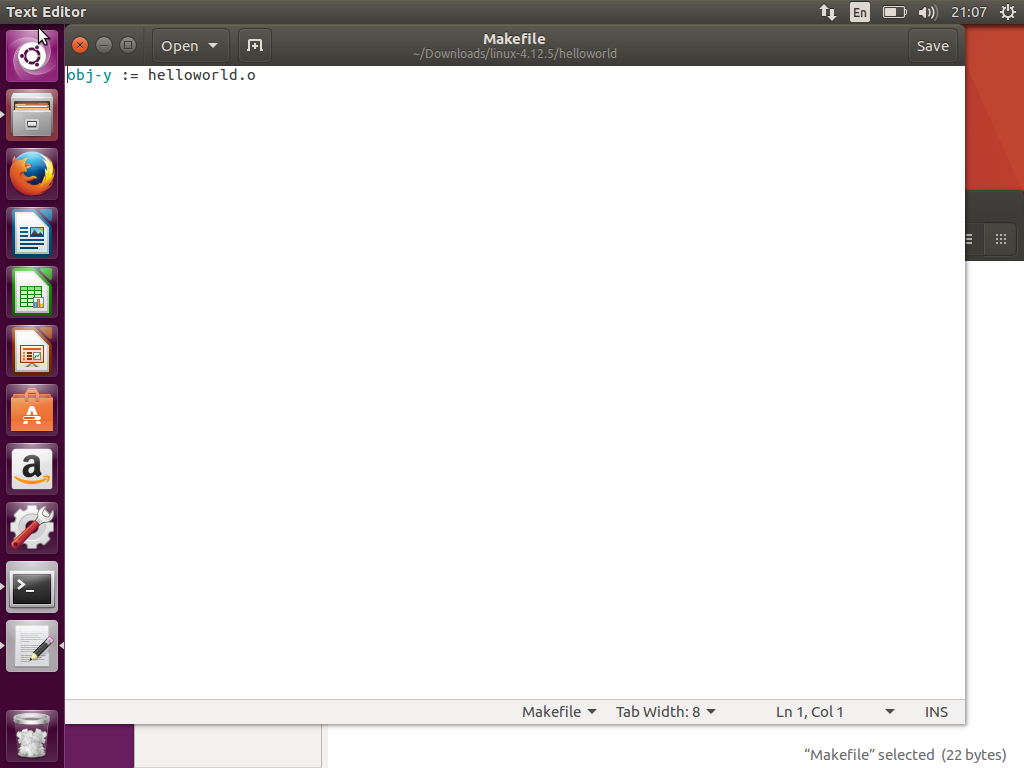 Text Editor
En
21:07
Open
Makefile
~/Downloads/linux-4.12.5/helloworld
Save
obj-y := helloworld.o
Makefile
Tab Width: 8
Ln 1, Col 1
INS
“Makefile” selected (22 bytes)